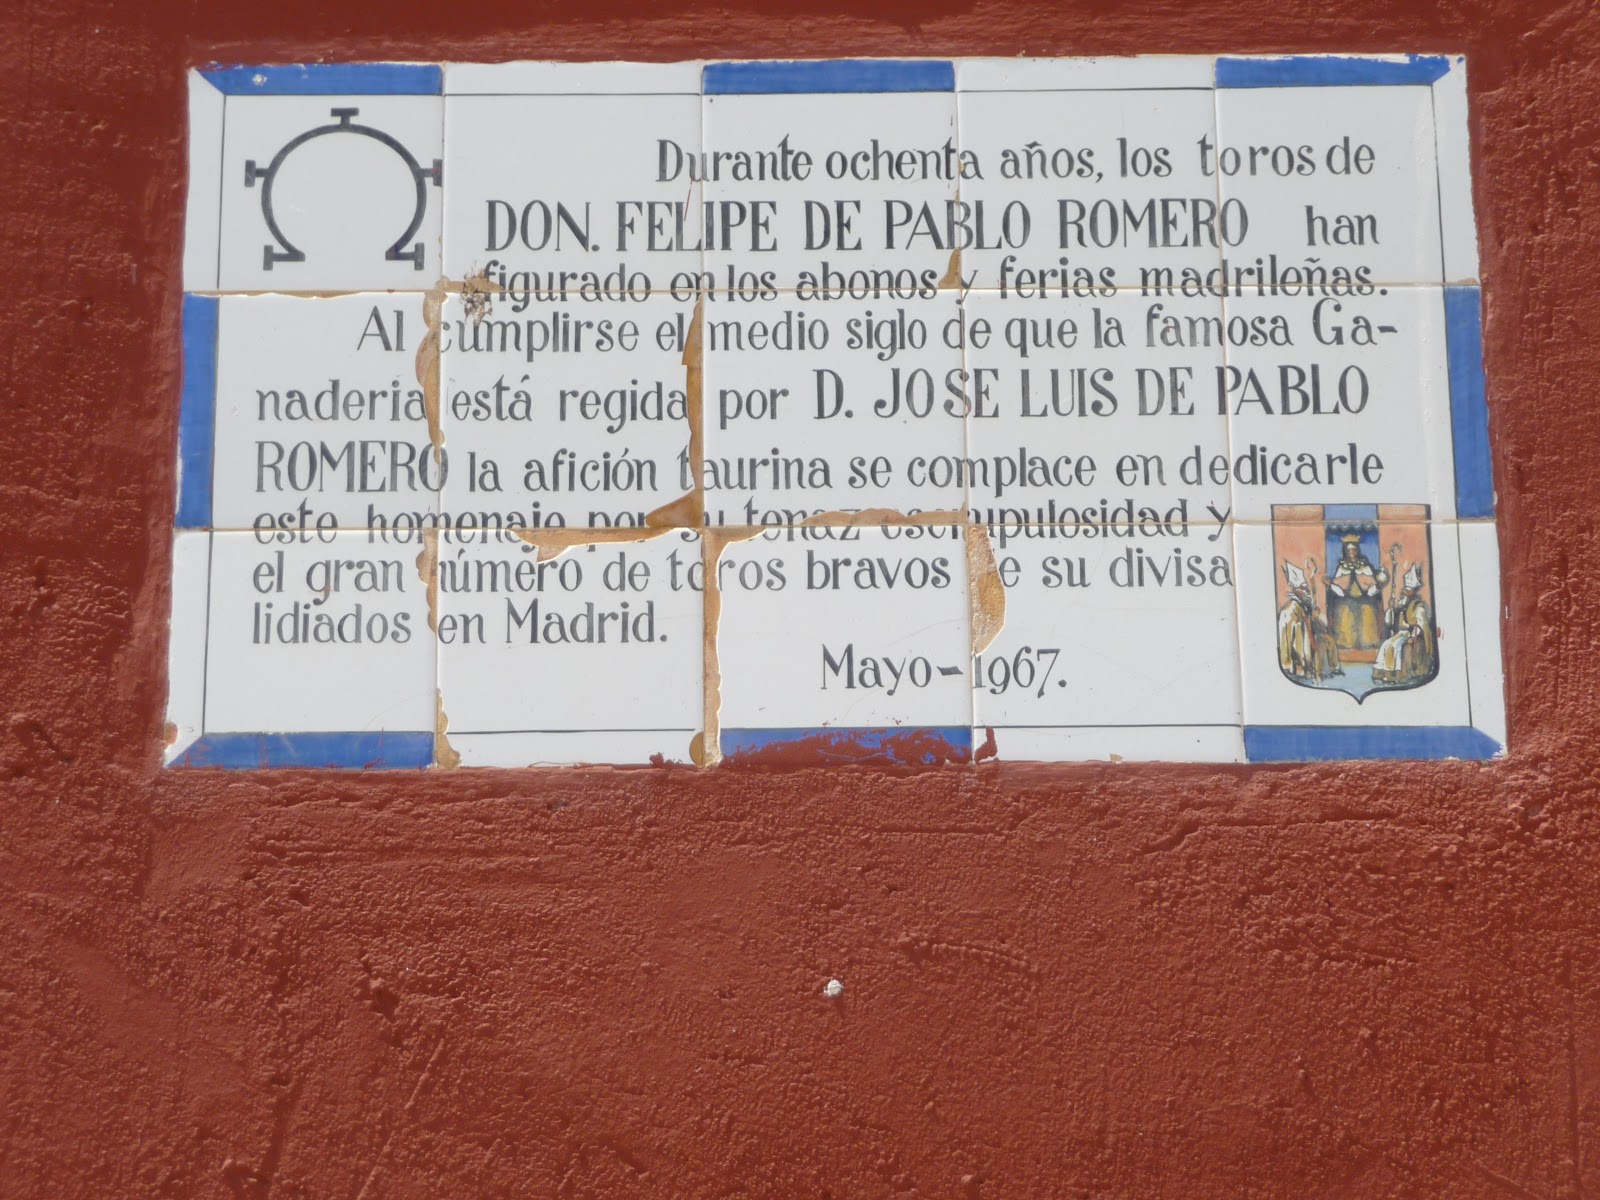 Durante ochenta años, los toros de
DON. FELIPE DE PABLO ROMERO han
figurado en los abonos y ferias madrileñas.
Al cumplirse el medio siglo de que la famosa Ga-
naderia está regida por D. JOSE LUIS DE PABLO
ROMERO la afición taurina se complace en dedicarle
este homenaje por su tenaz escrupulosidad y
el gran número de toros bravos de su divisa
lidiados en Madrid.
Mayo-1967.